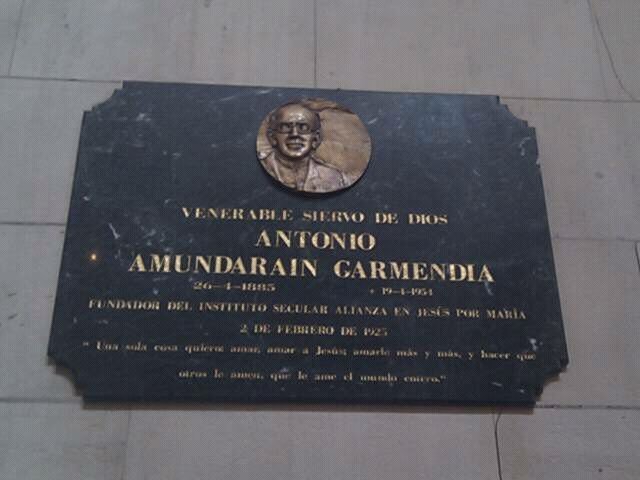 VENERABLE SIERVO DE DIOS
ANTONIO
AMUNDARAIN GARMENDIA
26-4-1885 + 19-4-1954
FUNDADOR DEL INSTITUTO SECULAR ALIANZA EN JESÚS POR MARÍA
2 DE FEBRERO DE 1925
" Una sola cosa quiero: amar, amar a Jesús; amarle más y más, y hacer que
otros le amen, que le ame el mundo entero."